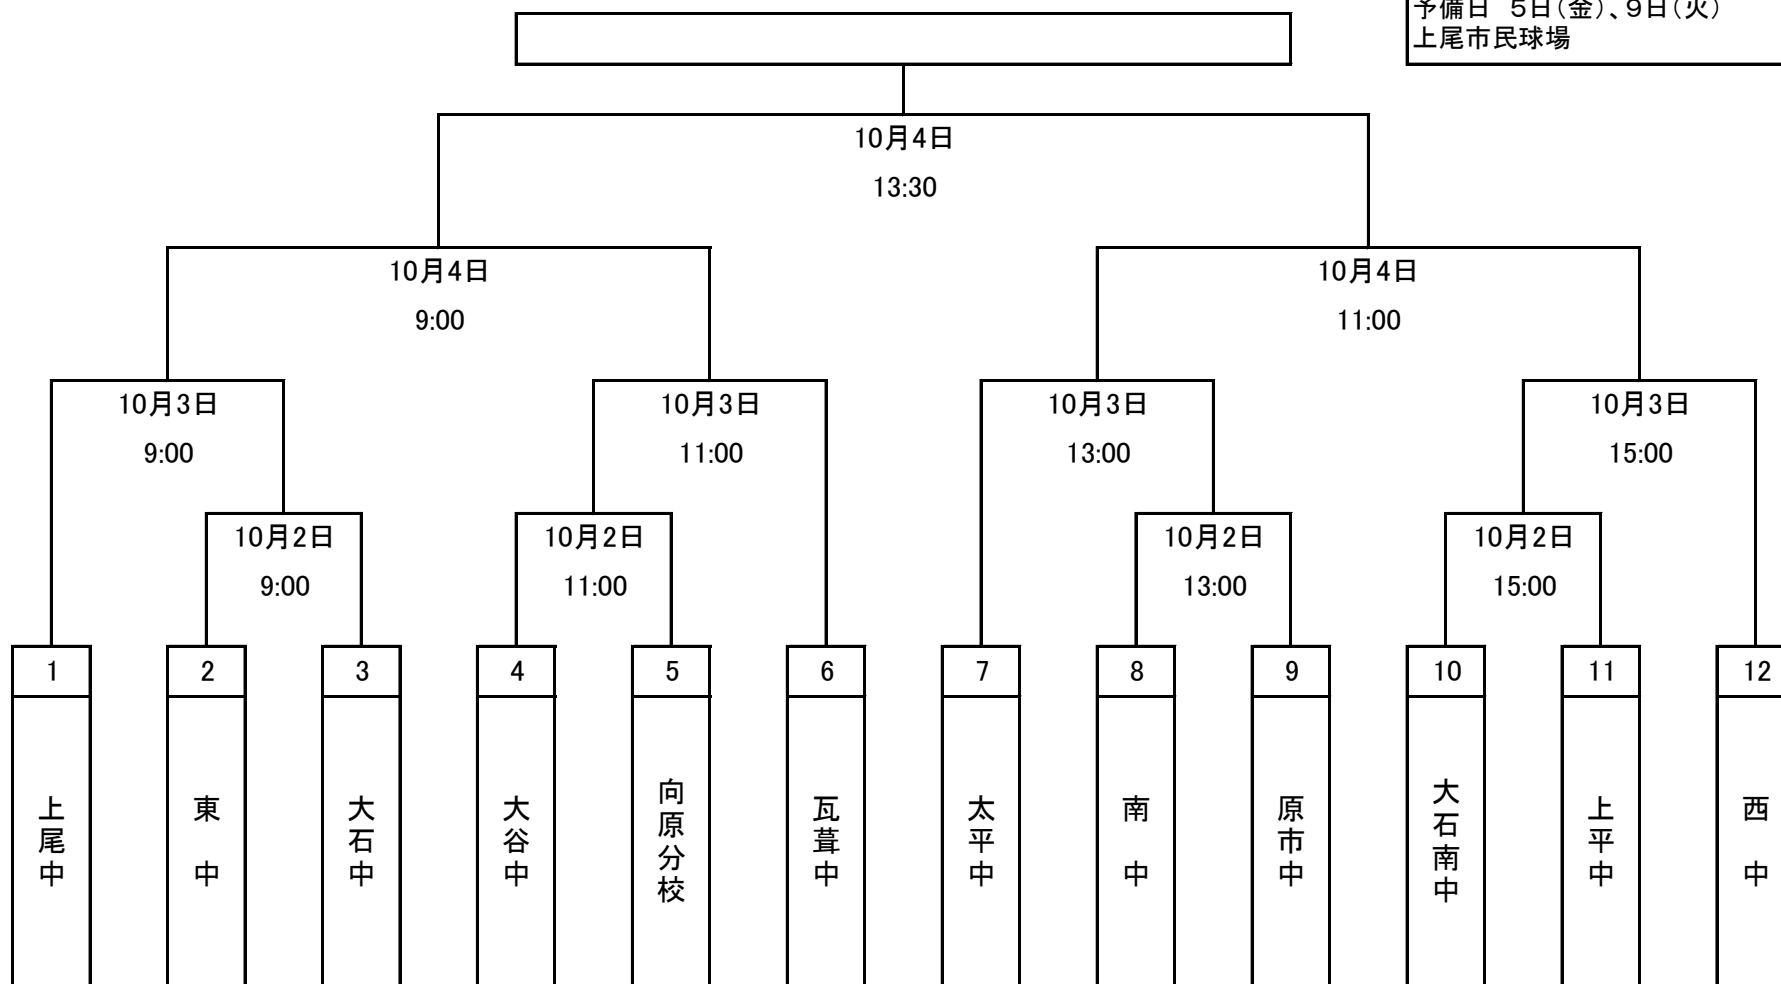 予備日　5日(金)、9日(火)
上尾市民球場
10月4日
13:30
10月4日
9:00
10月4日
11:00
10月3日
9:00
10月3日
11:00
10月3日
13:00
10月3日
15:00
10月2日
9:00
10月2日
11:00
10月2日
13:00
10月2日
15:00
1
2
3
4
5
6
7
8
9
10
11
12
上尾中
東　中
大石中
大谷中
向原分校
瓦葺中
太平中
南　中
原市中
大石南中
上平中
西　中